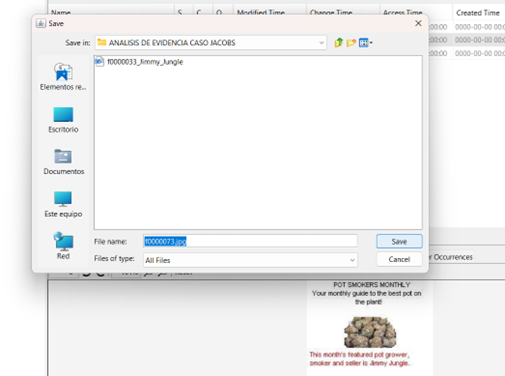 Name S C O Modified Time Change Time Access Time Created Time
Save
Save in: ANALISIS DE EVIDENCIA CASO JACOBS
00:00 0000-00-00 00
00:00 0000-00-00 00
00:00 0000-00-00 00
f0000033_Jimmy_Jungle
Elementos re...
Escritorio
Documentos
Este equipo
Red
File name: f0000073.jpg Save
Files of type: All Files Cancel
r Occurrences
POT SMOKERS MONTHLY
Your monthly guide to the best pot on
the plant!
This month's featured pot grower,
smoker and seller is Jimmy Jungle.